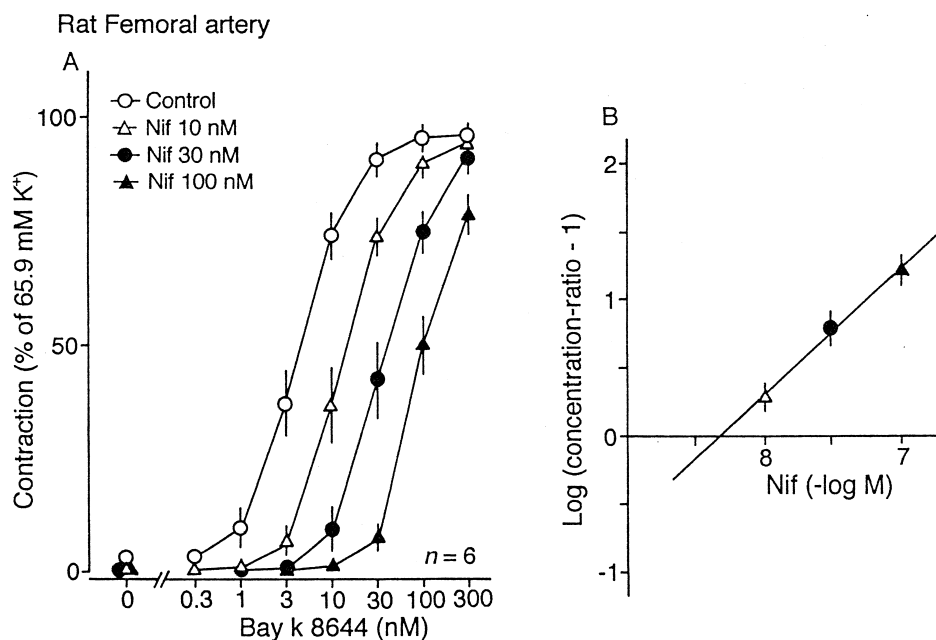 Rat Femoral artery
A
Control
Nif 10 nM
Nif 30 nM
Nif 100 nM
Contraction (% of 65.9 mM K⁺)
100
50
0
n = 6
0 0.3 1 3 10 30 100 300
Bay k 8644 (nM)
B
Log (concentration-ratio - 1)
2
1
0
-1
8 7
Nif (-log M)